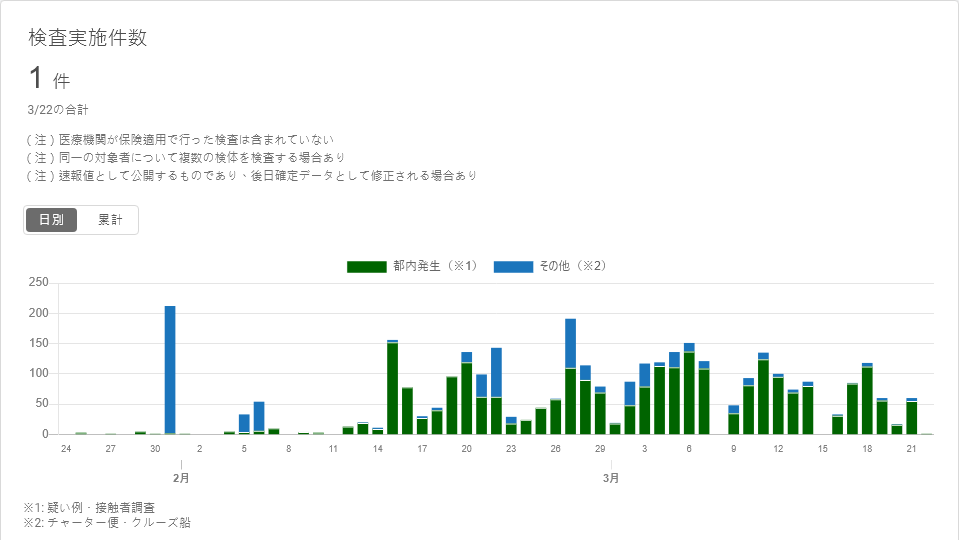 検査実施件数
1 件
3/22の合計
( 注 ) 医療機関が保険適用で行った検査は含まれていない
( 注 ) 同一の対象者について複数の検体を検査する場合あり
( 注 ) 速報値として公開するものであり、後日確定データとして修正される場合あり
日別 累計
都内発生（※1） その他（※2）
250
200
150
100
50
0
24 27 30 2 5 8 11 14 17 20 23 26 29 3 6 9 12 15 18 21
2月 3月
※1: 疑い例・接触者調査
※2: チャーター便・クルーズ船